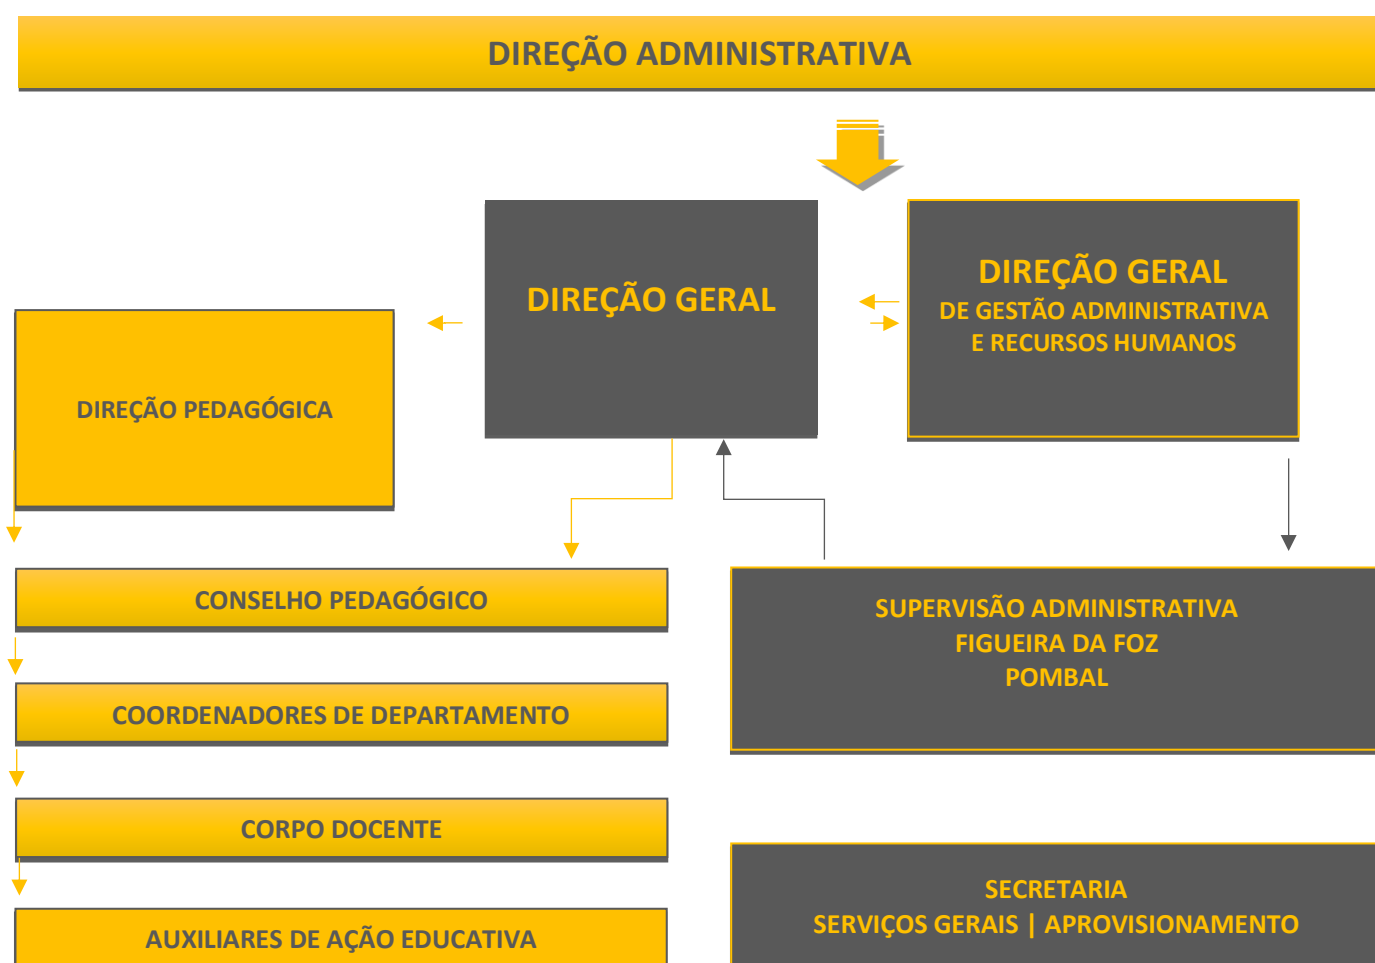 DIREÇÃO ADMINISTRATIVA
DIREÇÃO GERAL
DIREÇÃO GERAL
DE GESTÃO ADMINISTRATIVA
E RECURSOS HUMANOS
DIREÇÃO PEDAGÓGICA
CONSELHO PEDAGÓGICO
COORDENADORES DE DEPARTAMENTO
CORPO DOCENTE
AUXILIARES DE AÇÃO EDUCATIVA
SUPERVISÃO ADMINISTRATIVA
FIGUEIRA DA FOZ
POMBAL
SECRETARIA
SERVIÇOS GERAIS | APROVISIONAMENTO